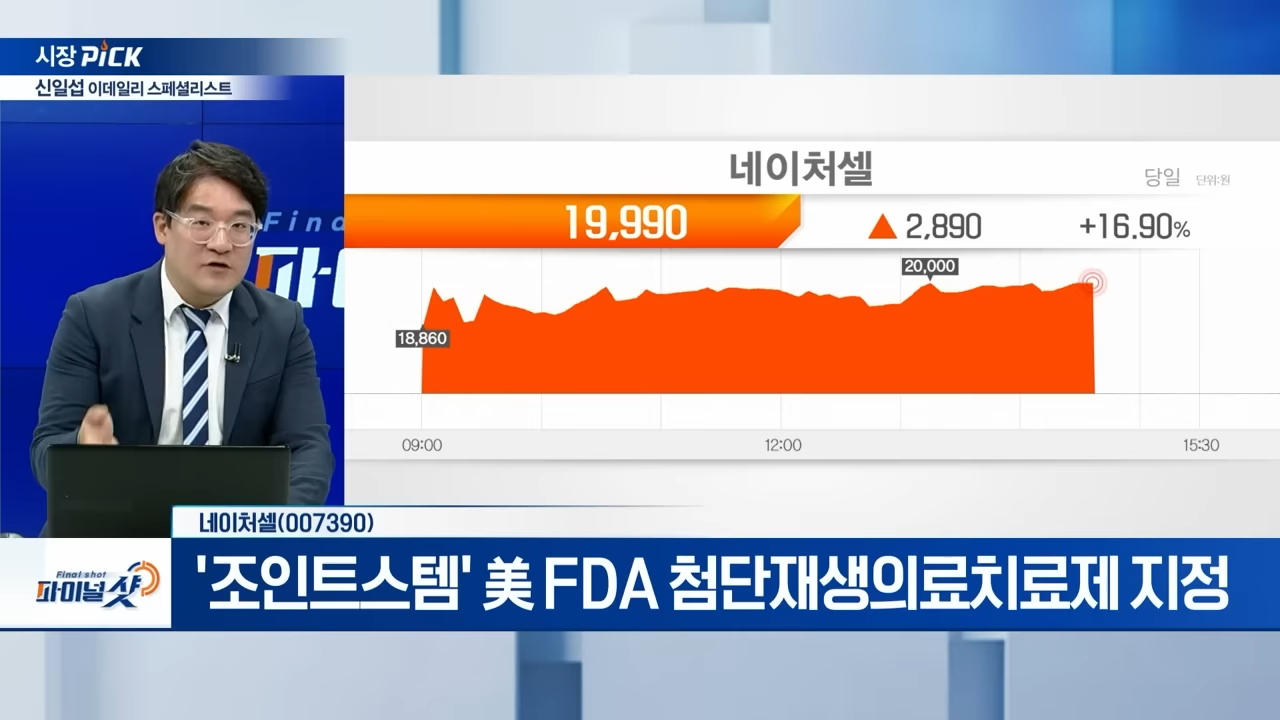 시장 PiCK
신일섭 이데일리 스페셜리스트
네이처셀
당일 단위:원
19,990 ▲ 2,890 +16.90%
20,000
18,860
09:00 12:00 15:30
Fina
파이
네이처셀(007390)
Final shot
파이널샷
'조인트스템' 美 FDA 첨단재생의료치료제 지정